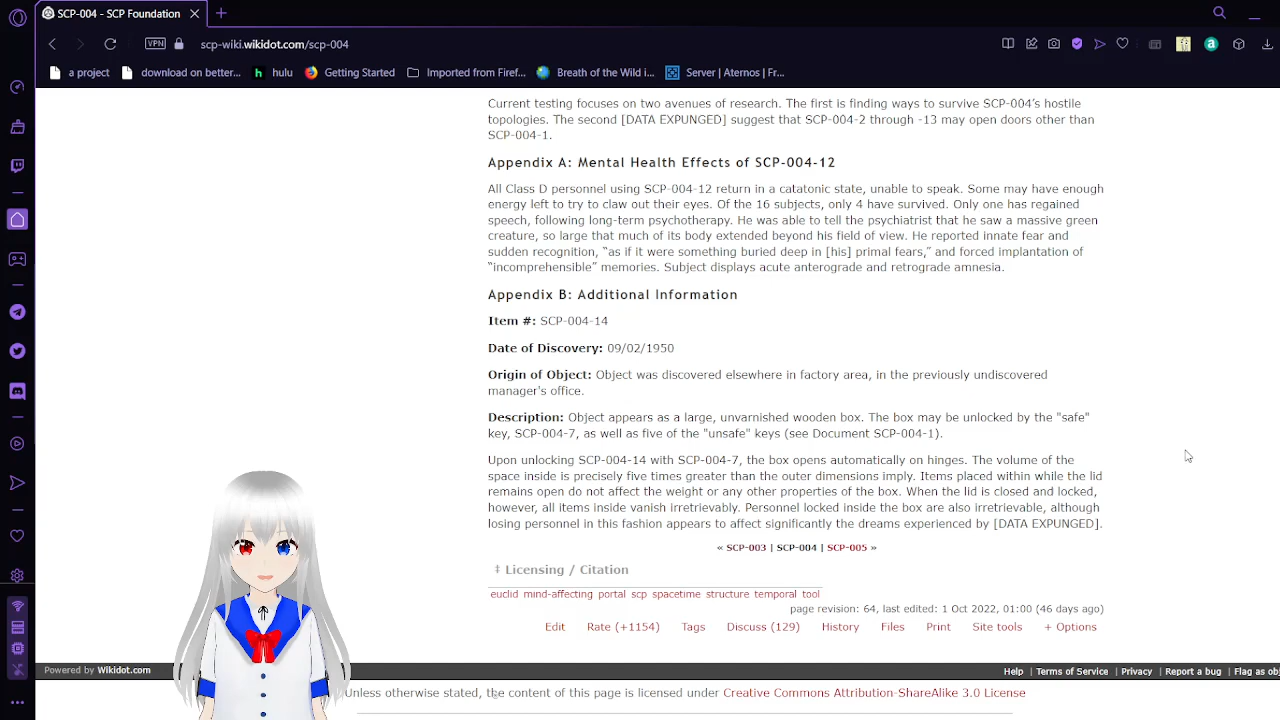 SCP-004 - SCP Foundation
VPN
scp-wiki.wikidot.com/scp-004
a project
download on better...
h
hulu
Getting Started
Imported from Firef...
Breath of the Wild i...
Server | Aternos | Fr...
a
Current testing focuses on two avenues of research. The first is finding ways to survive SCP-004's hostile
topologies. The second [DATA EXPUNGED] suggest that SCP-004-2 through -13 may open doors other than
SCP-004-1.
Appendix A: Mental Health Effects of SCP-004-12
All Class D personnel using SCP-004-12 return in a catatonic state, unable to speak. Some may have enough
energy left to try to claw out their eyes. Of the 16 subjects, only 4 have survived. Only one has regained
speech, following long-term psychotherapy. He was able to tell the psychiatrist that he saw a massive green
creature, so large that much of its body extended beyond his field of view. He reported innate fear and
sudden recognition, “as if it were something buried deep in [his] primal fears,” and forced implantation of
“incomprehensible” memories. Subject displays acute anterograde and retrograde amnesia.
Appendix B: Additional Information
Item #: SCP-004-14
Date of Discovery: 09/02/1950
Origin of Object: Object was discovered elsewhere in factory area, in the previously undiscovered
manager's office.
Description: Object appears as a large, unvarnished wooden box. The box may be unlocked by the "safe"
key, SCP-004-7, as well as five of the "unsafe" keys (see Document SCP-004-1).
Upon unlocking SCP-004-14 with SCP-004-7, the box opens automatically on hinges. The volume of the
space inside is precisely five times greater than the outer dimensions imply. Items placed within while the lid
remains open do not affect the weight or any other properties of the box. When the lid is closed and locked,
however, all items inside vanish irretrievably. Personnel locked inside the box are also irretrievable, although
losing personnel in this fashion appears to affect significantly the dreams experienced by [DATA EXPUNGED].
« SCP-003 | SCP-004 | SCP-005 »
‡ Licensing / Citation
euclid mind-affecting portal scp spacetime structure temporal tool
page revision: 64, last edited: 1 Oct 2022, 01:00 (46 days ago)
Edit Rate (+1154) Tags Discuss (129) History Files Print Site tools + Options
Powered by Wikidot.com
Help | Terms of Service | Privacy | Report a bug | Flag as obj
Unless otherwise stated, the content of this page is licensed under Creative Commons Attribution-ShareAlike 3.0 License